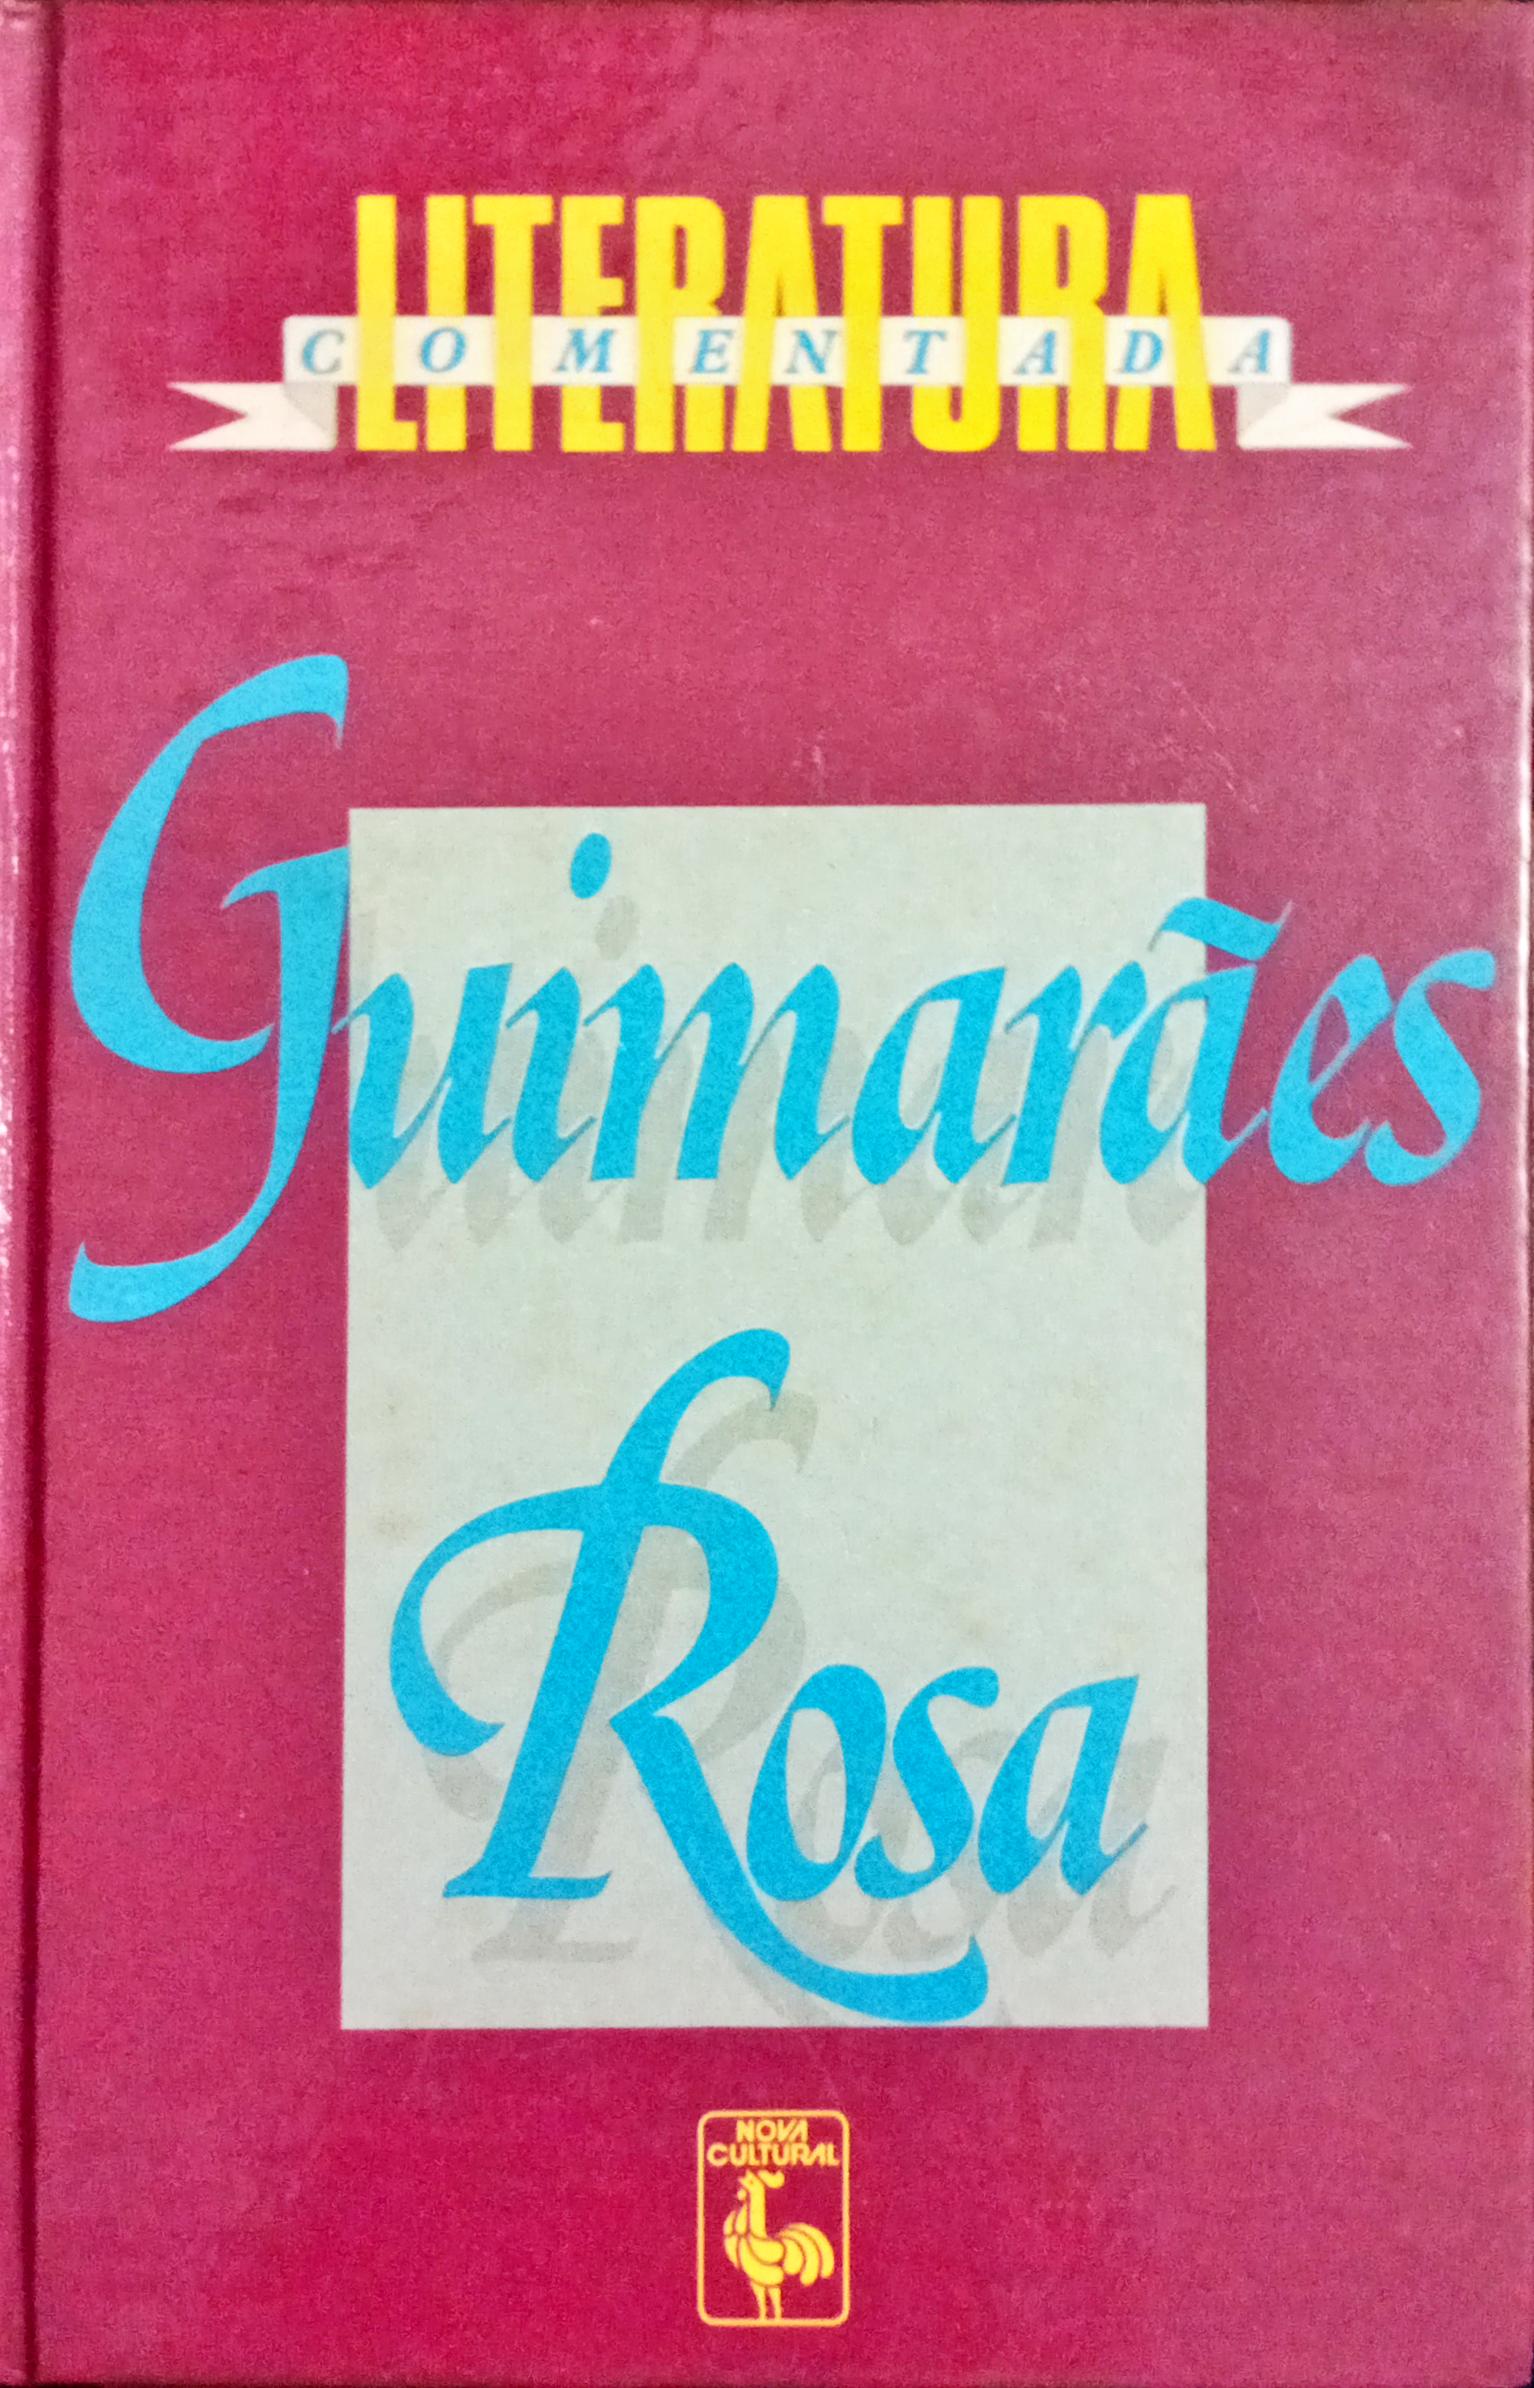 LITERATURA
COMENTADA
Guimarães
Rosa
NOVA
CULTURAL